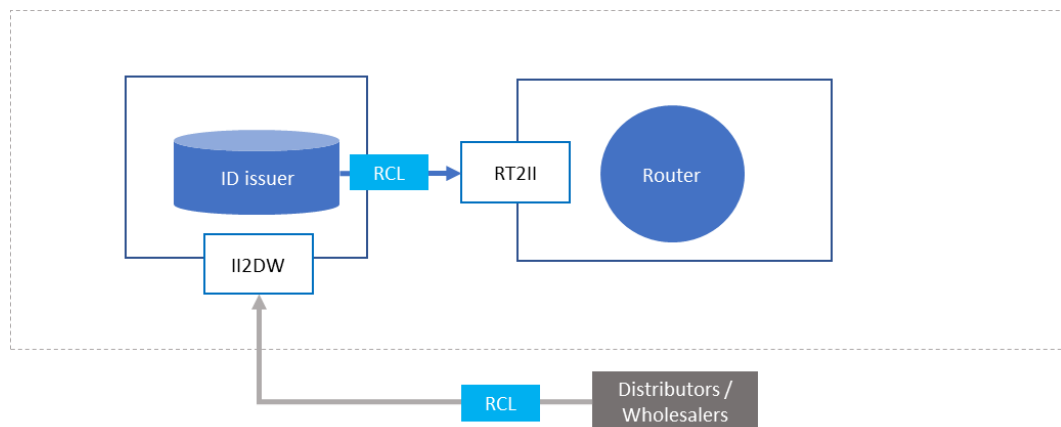 ID issuer
RCL
RT2II
Router
II2DW
RCL
Distributors /
Wholesalers